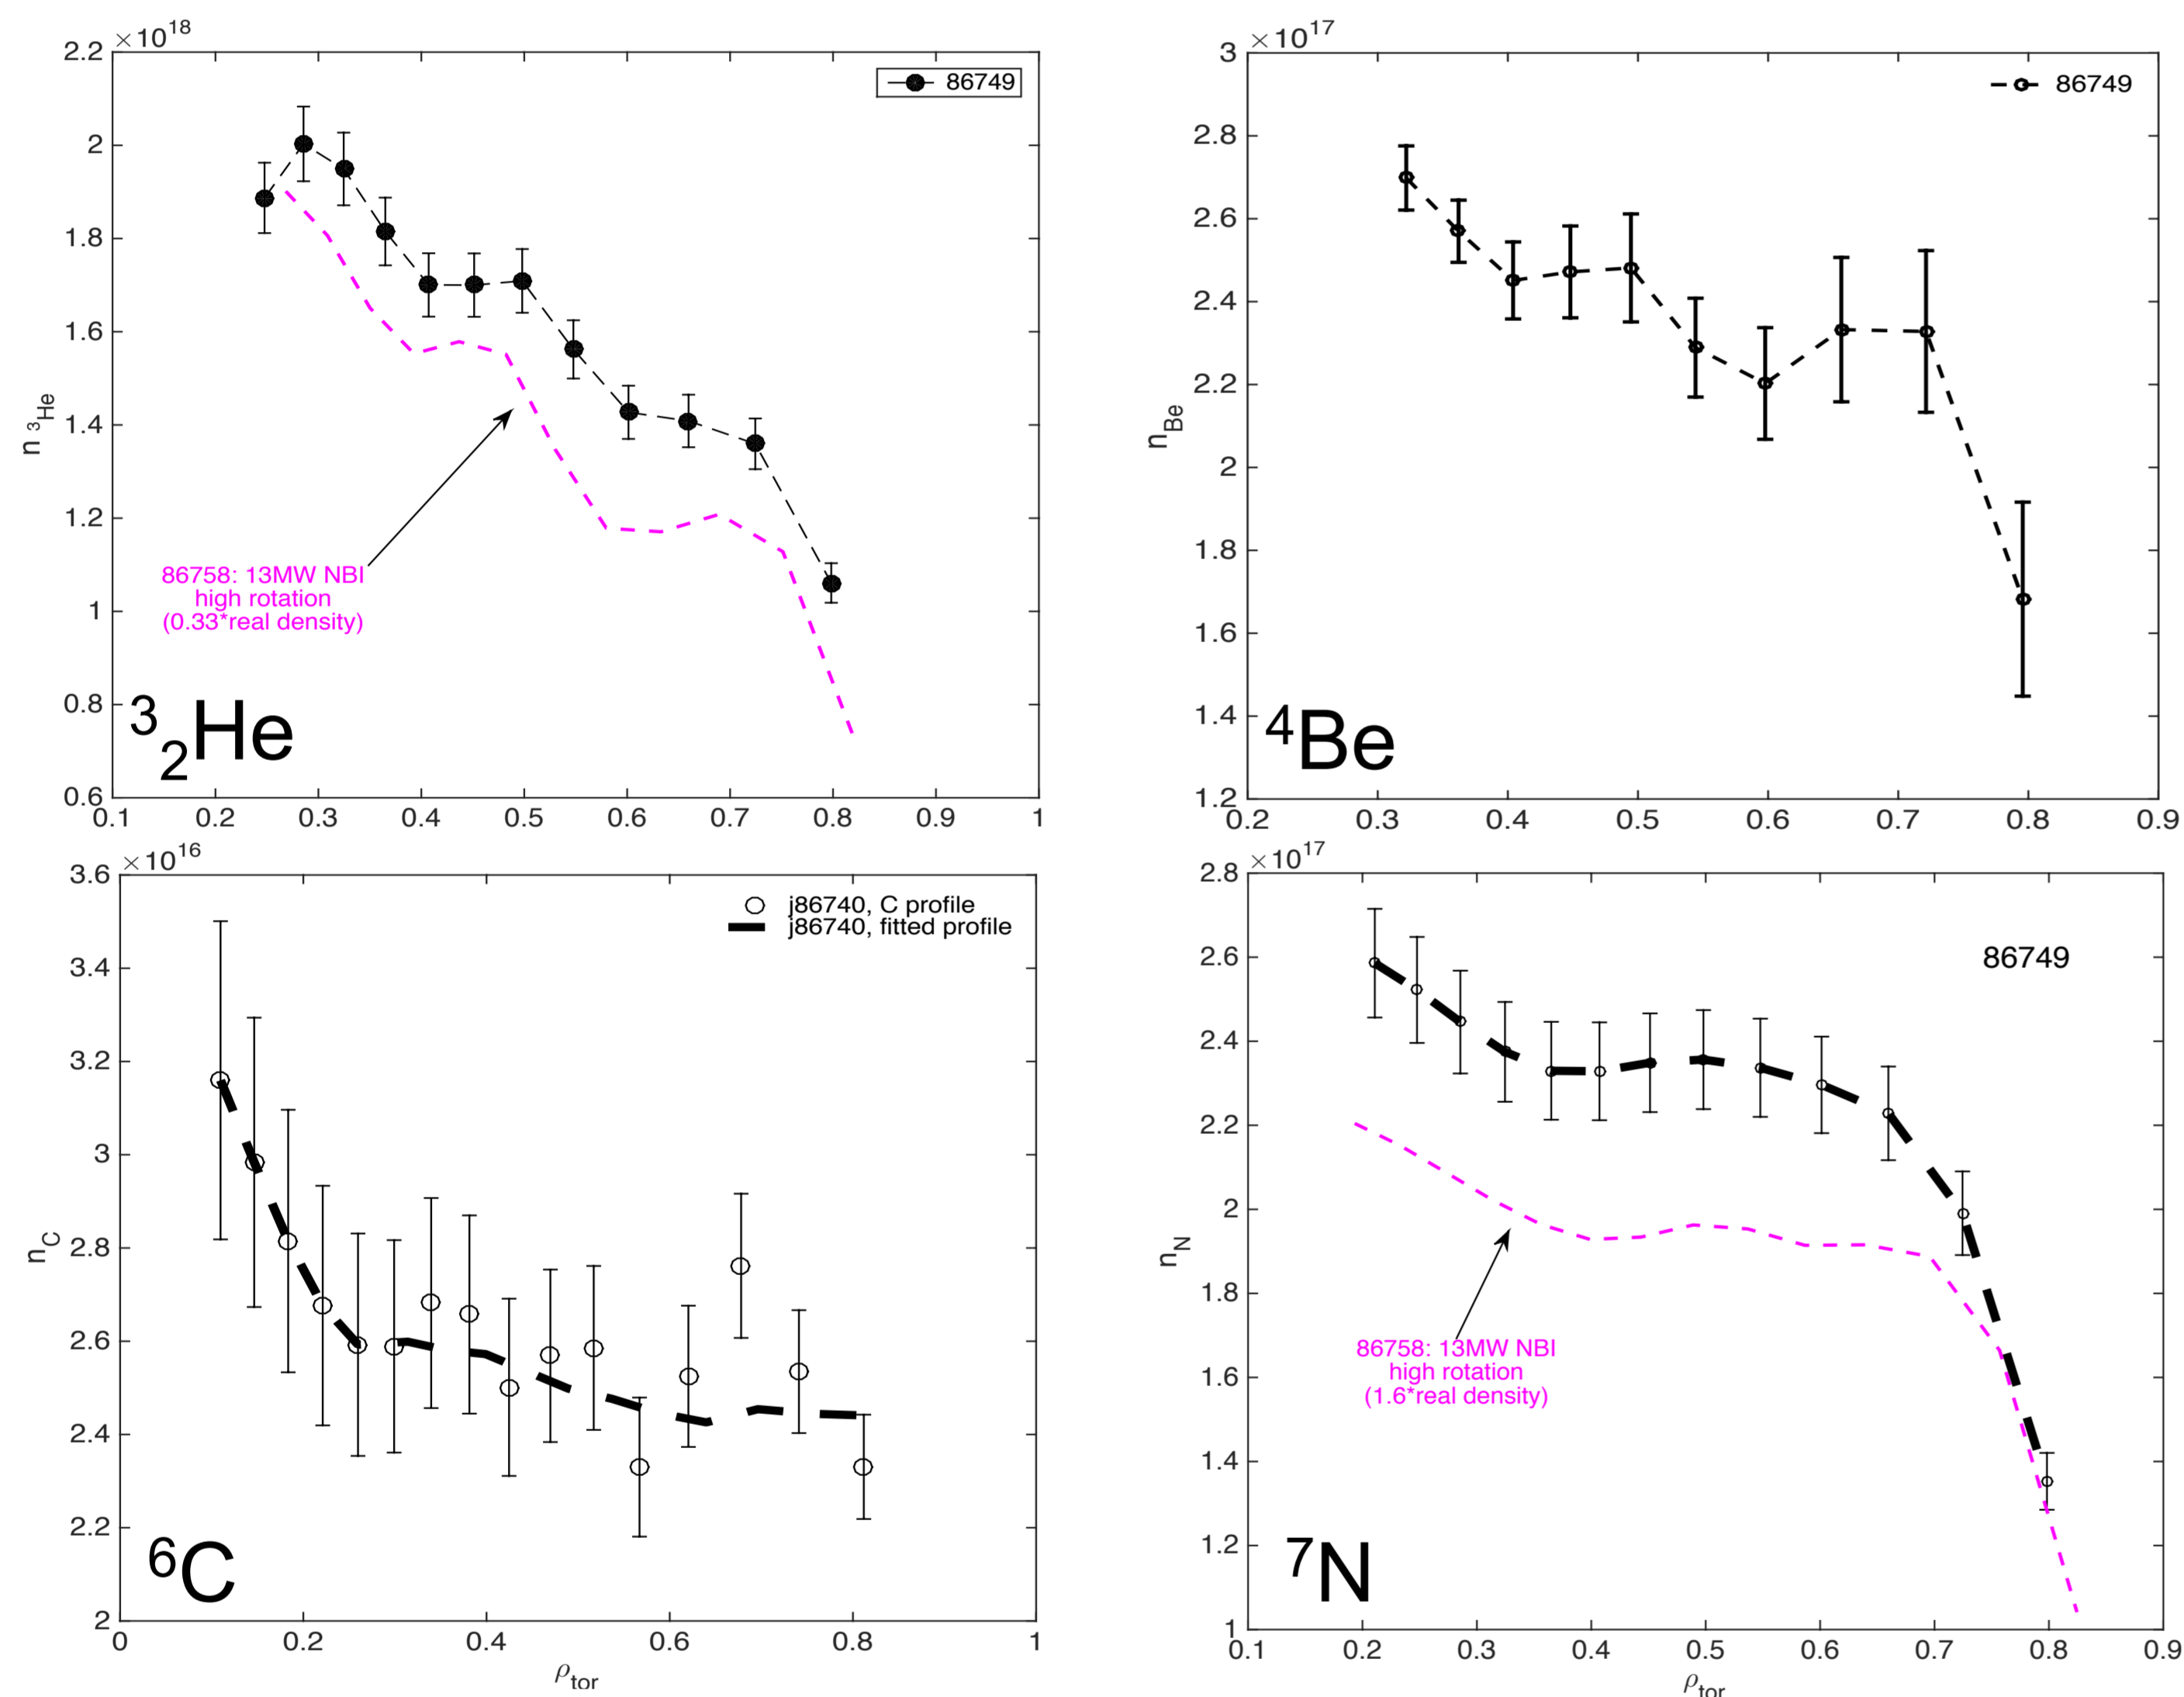 ×10^18
2.2
2
1.8
1.6
1.4
1.2
1
0.8
0.6
0.1 0.2 0.3 0.4 0.5 0.6 0.7 0.8 0.9 1
n ³He
86749
86758: 13MW NBI
high rotation
(0.33*real density)
³₂He
×10^17
3
2.8
2.6
2.4
2.2
2
1.8
1.6
1.4
1.2
0.2 0.3 0.4 0.5 0.6 0.7 0.8 0.9
n_Be
86749
⁴Be
×10^16
3.6
3.4
3.2
3
2.8
2.6
2.4
2.2
2
0 0.2 0.4 0.6 0.8 1
n_C
ρ_tor
j86740, C profile
j86740, fitted profile
⁶C
×10^17
2.8
2.6
2.4
2.2
2
1.8
1.6
1.4
1.2
1
0.1 0.2 0.3 0.4 0.5 0.6 0.7 0.8 0.9
n_N
ρ_tor
86749
86758: 13MW NBI
high rotation
(1.6*real density)
⁷N